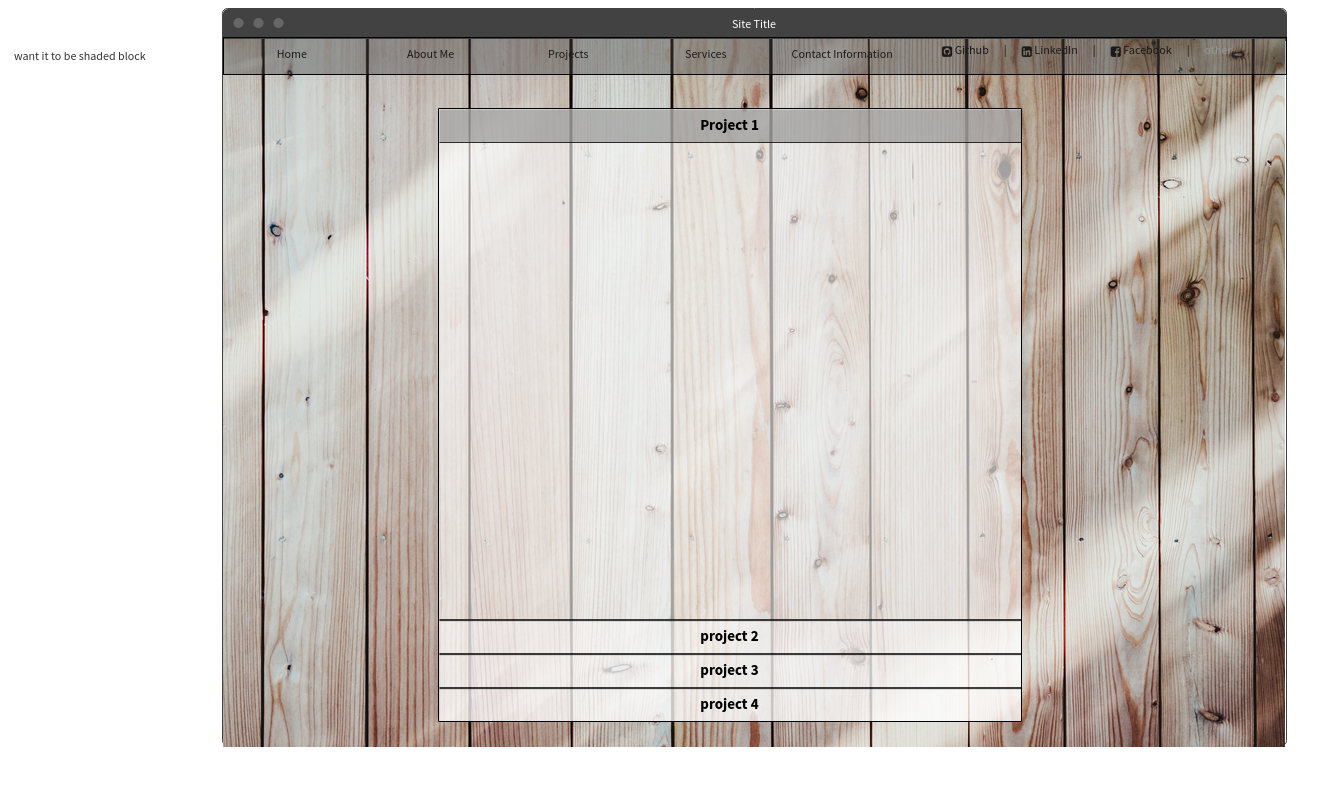 Site Title
want it to be shaded block
Home About Me Projects Services Contact Information Github | LinkedIn | Facebook | other
Project 1
project 2
project 3
project 4